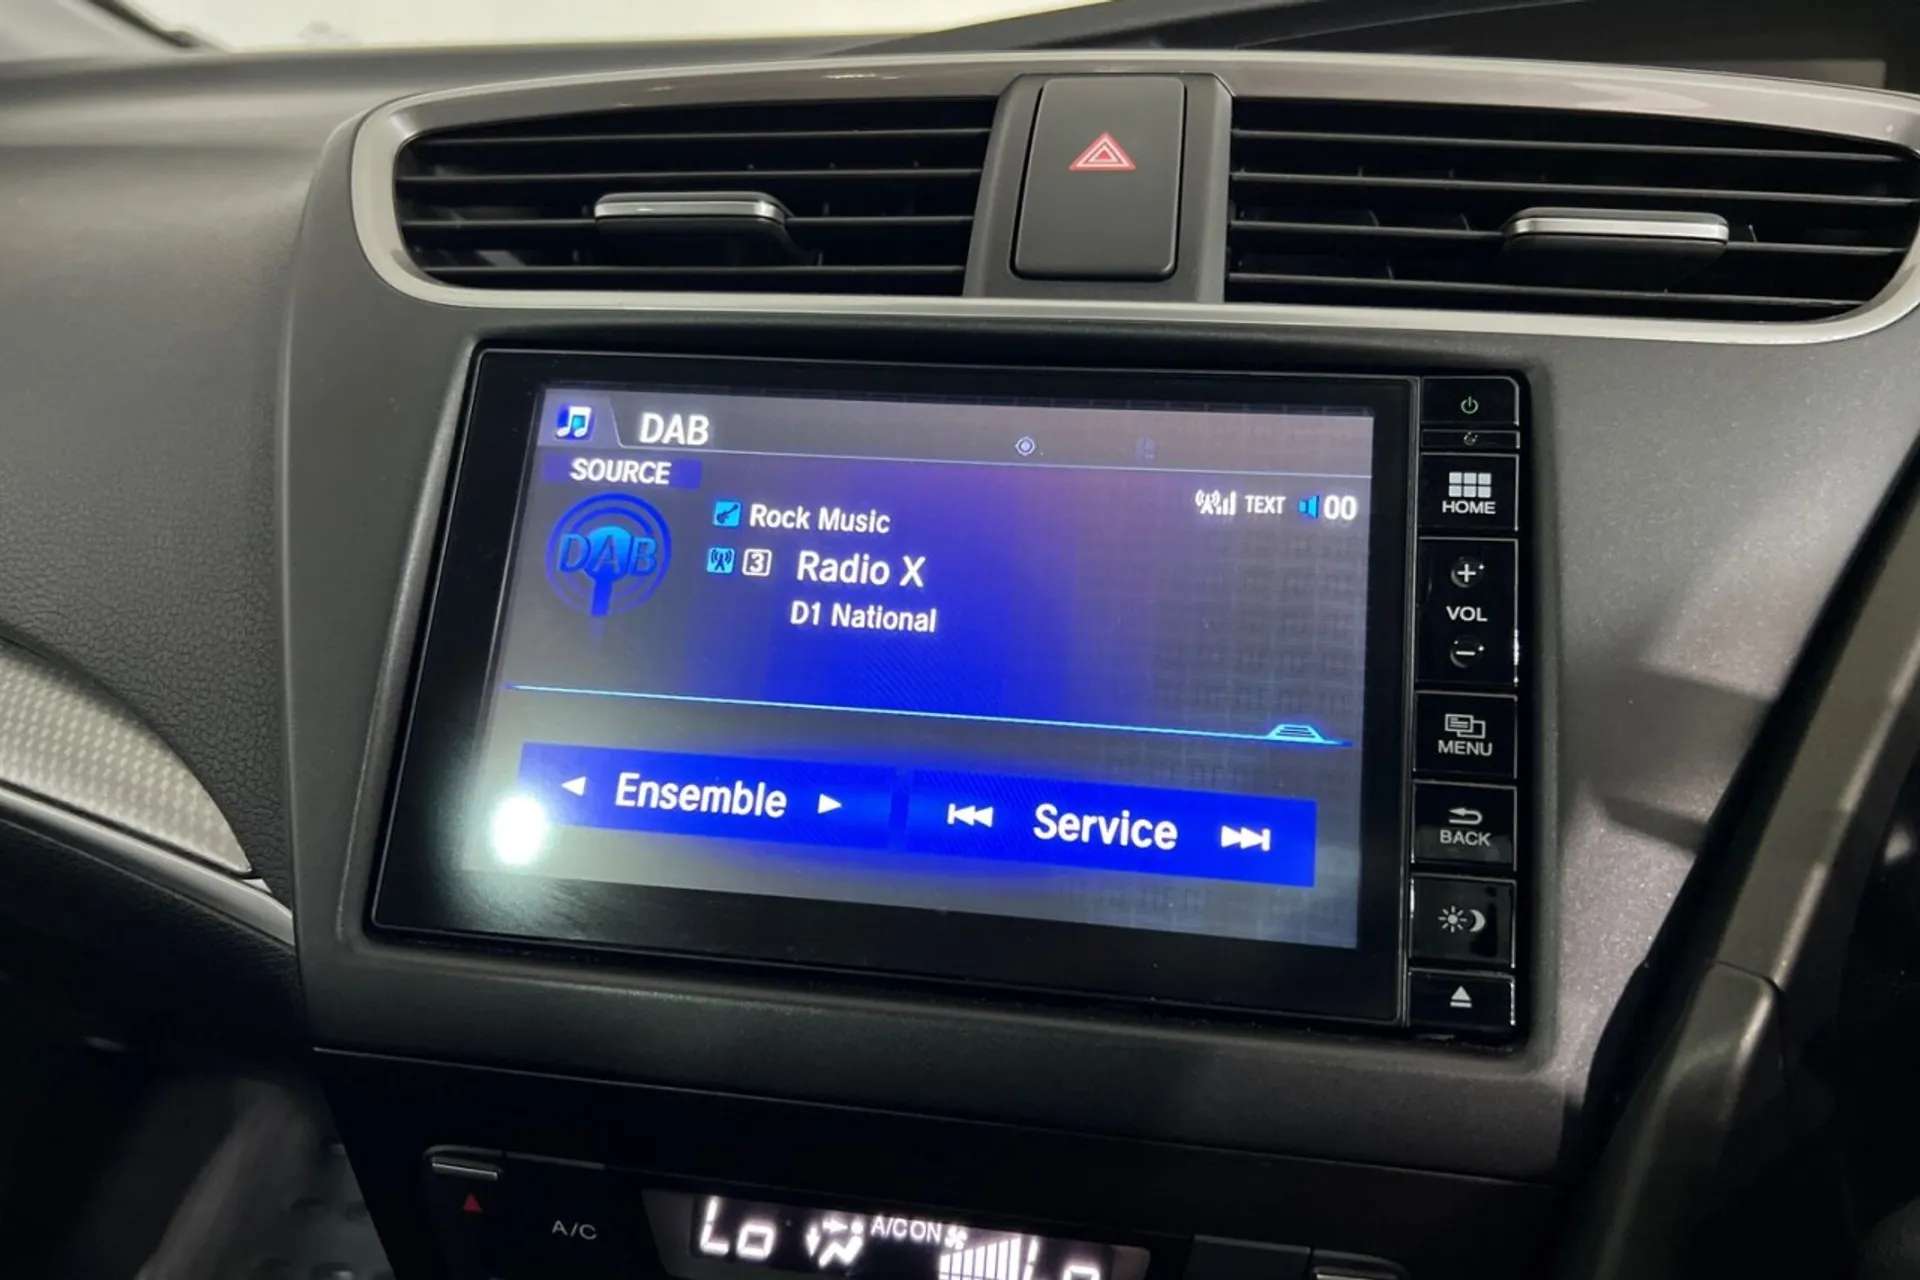 DAB
SOURCE
DAB
Rock Music
TEXT 00
3 Radio X
D1 National
Ensemble
Service
HOME
+
VOL
−
MENU
BACK
A/C
Lo A/C ON Lo